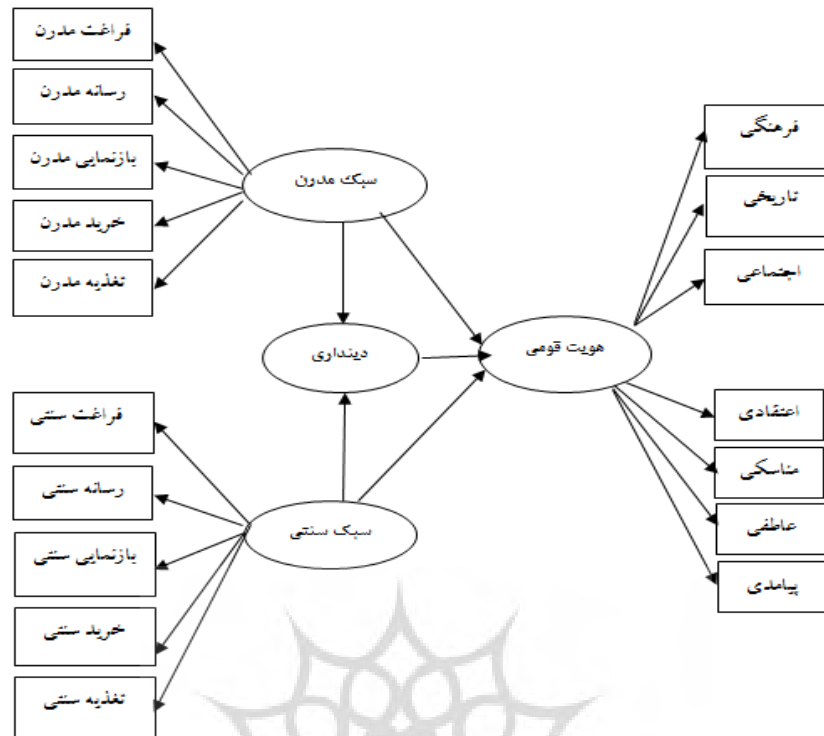 فراغت مدرن
رسانه مدرن
بازنمایی مدرن
خرید مدرن
تغذیه مدرن
سبک مدرن
فرهنگی
تاریخی
اجتماعی
دینداری
هویت قومی
فراغت سنتی
رسانه سنتی
بازنمایی سنتی
خرید سنتی
تغذیه سنتی
سبک سنتی
اعتقادی
مناسکی
عاطفی
پیامدی